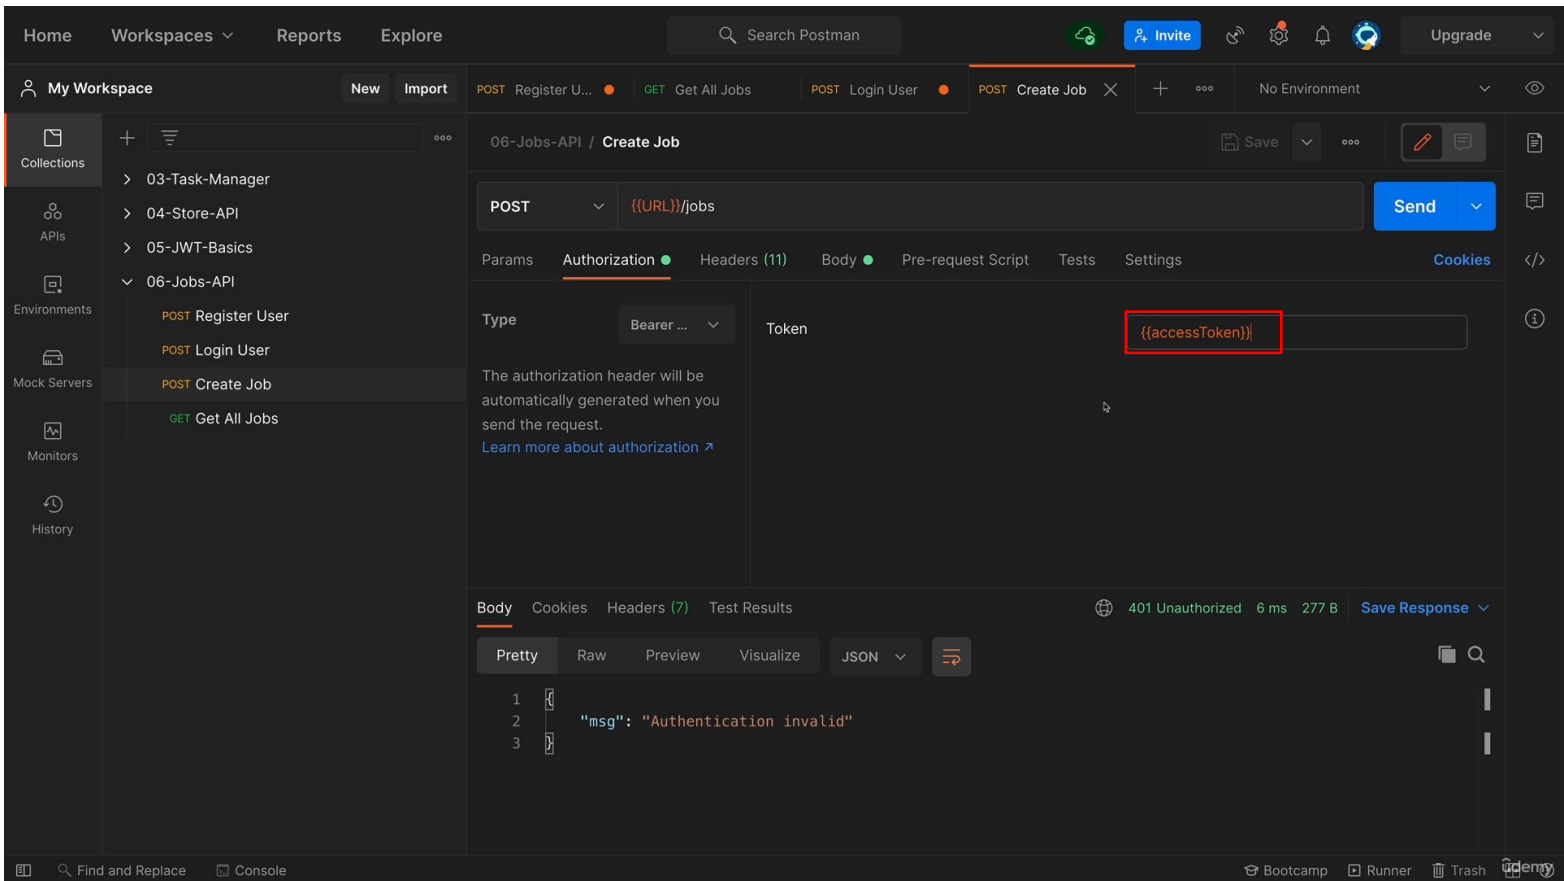 Home Workspaces Reports Explore Search Postman Invite Upgrade
My Workspace New Import POST Register U... GET Get All Jobs POST Login User POST Create Job No Environment
Collections
06-Jobs-API / Create Job Save
03-Task-Manager
04-Store-API
05-JWT-Basics
06-Jobs-API
POST Register User
POST Login User
POST Create Job
GET Get All Jobs
APIs
Environments
Mock Servers
Monitors
History
POST {{URL}}/jobs Send
Params Authorization Headers (11) Body Pre-request Script Tests Settings Cookies
Type Bearer ... Token {{accessToken}}
The authorization header will be
automatically generated when you
send the request.
Learn more about authorization ↗
Body Cookies Headers (7) Test Results 401 Unauthorized 6 ms 277 B Save Response
Pretty Raw Preview Visualize JSON
1 {
2 "msg": "Authentication invalid"
3 }
Find and Replace Console Bootcamp Runner Trash ûdemy